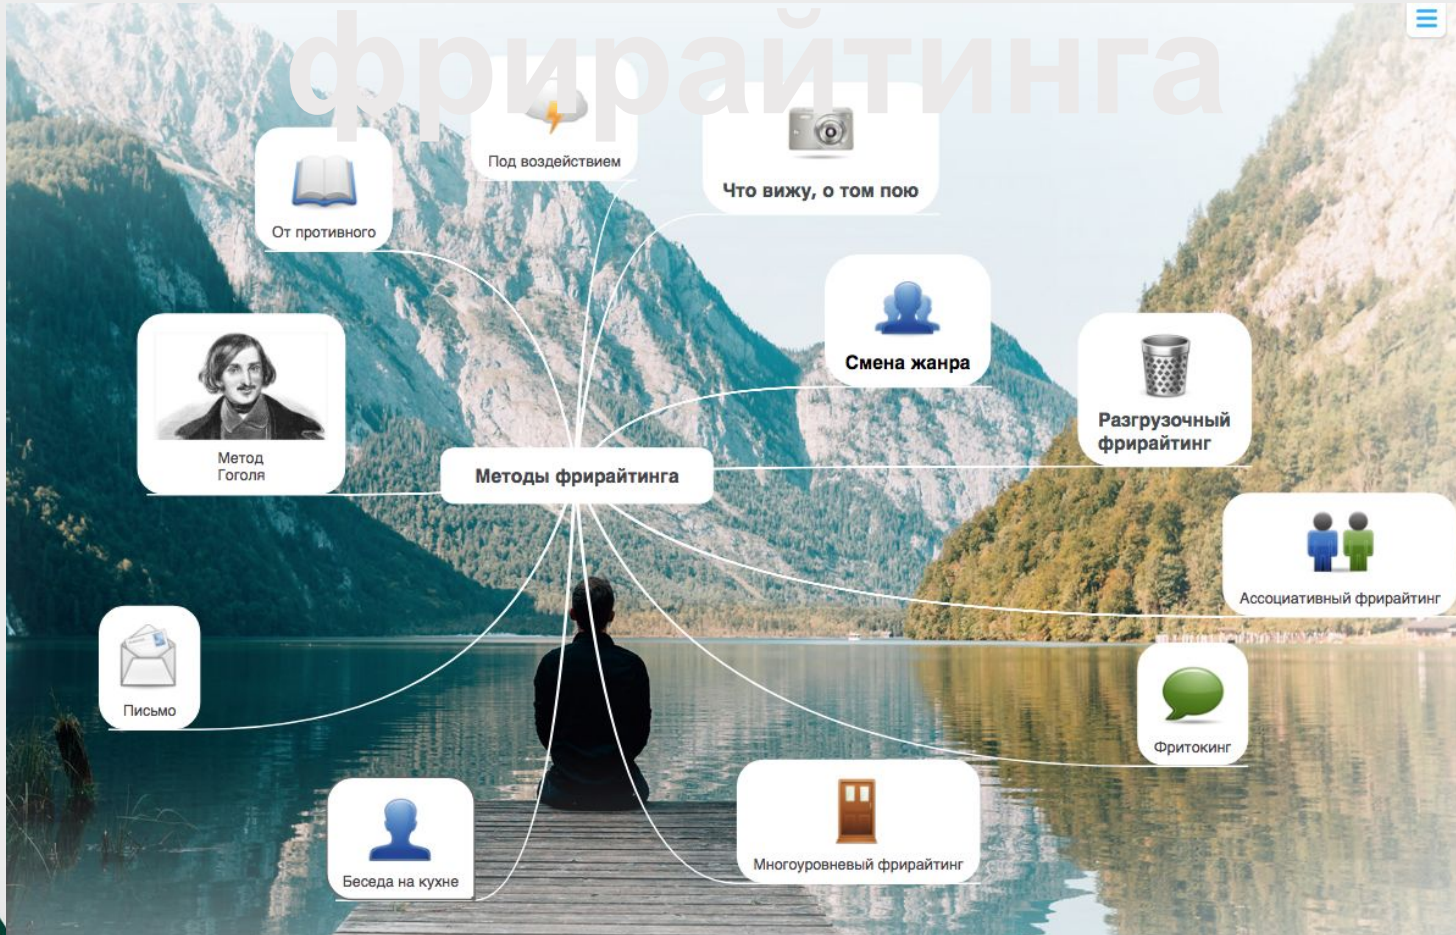 фрирайтинга
Под воздействием
Что вижу, о том пою
От противного
Смена жанра
Разгрузочный
фрирайтинг
Метод
Гоголя
Методы фрирайтинга
Ассоциативный фрирайтинг
Письмо
Фритокинг
Многоуровневый фрирайтинг
Беседа на кухне